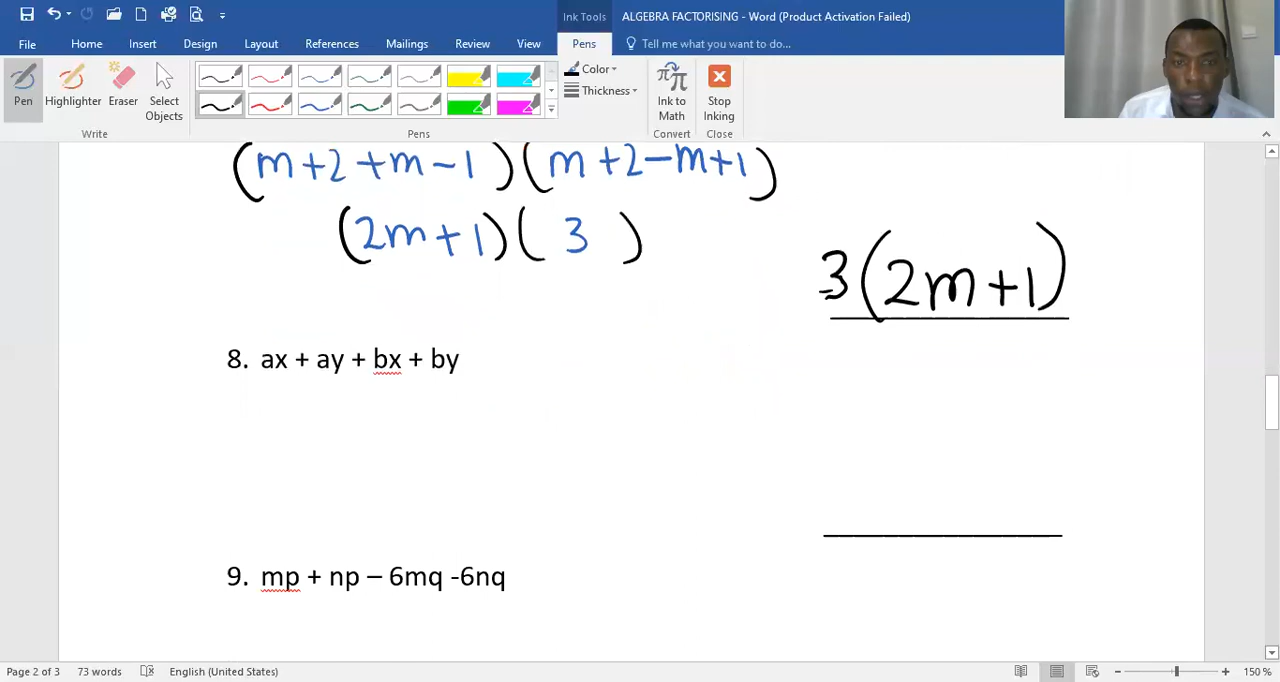 ALGEBRA FACTORISING - Word (Product Activation Failed)
Ink Tools
File Home Insert Design Layout References Mailings Review View Pens Tell me what you want to do...
Pen Highlighter Eraser Select Objects
Color
Thickness
Ink to Math
Stop Inking
Write Pens Convert Close
(m+2+m-1)(m+2-m+1)
(2m+1)(3)
3(2m+1)
8. ax + ay + bx + by
9. mp + np – 6mq -6nq
Page 2 of 3 73 words English (United States) 150%